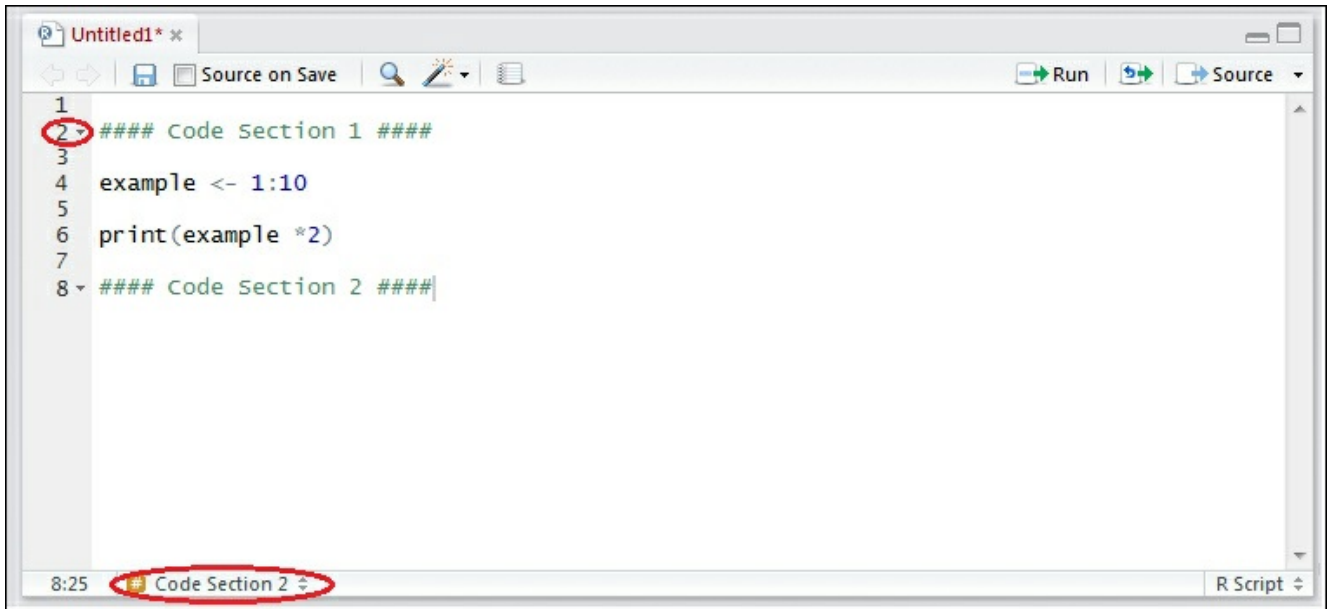 Untitled1*
Source on Save Run Source
1
2 #### Code Section 1 ####
3
4 example <- 1:10
5
6 print(example *2)
7
8 #### Code Section 2 ####
8:25 # Code Section 2 R Script